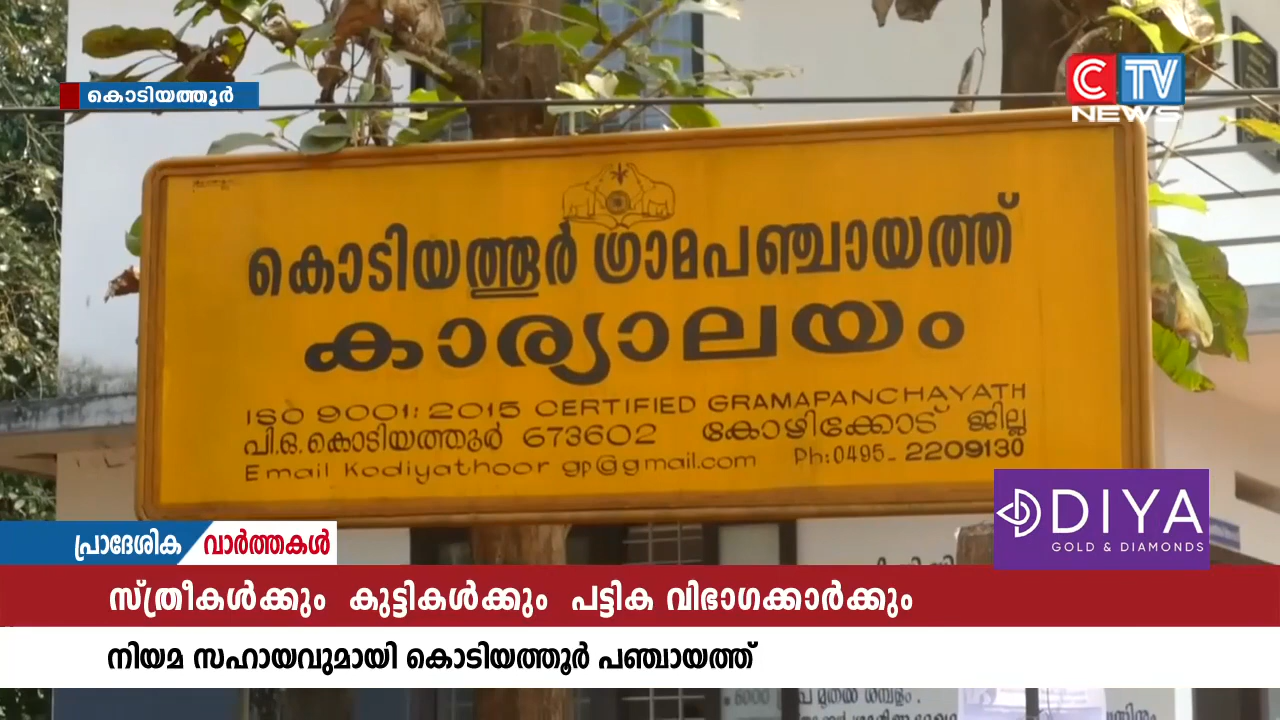 കൊടിയത്തൂർ
CTV
NEWS
കൊടിയത്തൂർ ഗ്രാമപഞ്ചായത്ത്
കാര്യാലയം
ISO 9001:2015 CERTIFIED GRAMAPANCHAYATH
പി.ഒ.കൊടിയത്തൂർ 673602 കോഴിക്കോട് ജില്ല
Email Kodiyathoor gp@gmail.com Ph:0495-2209130
DIYA
GOLD & DIAMONDS
പ്രാദേശിക വാർത്തകൾ
സ്ത്രീകൾക്കും കുട്ടികൾക്കും പട്ടിക വിഭാഗക്കാർക്കും
നിയമ സഹായവുമായി കൊടിയത്തൂർ പഞ്ചായത്ത്